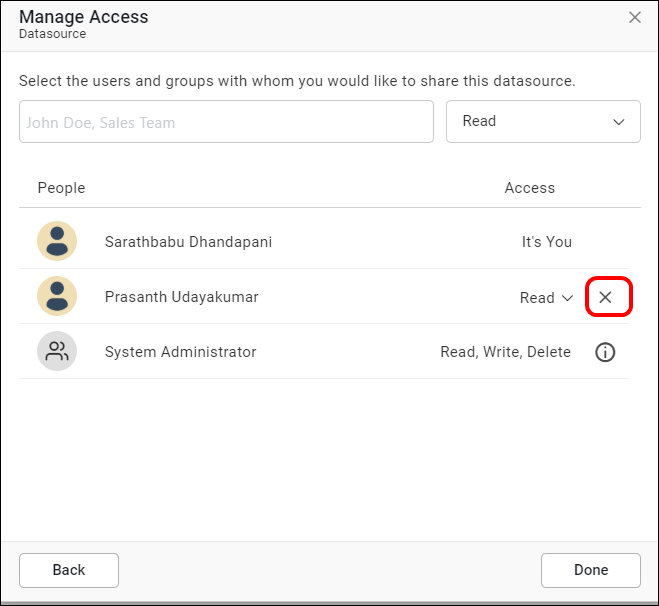 Manage Access
Datasource
Select the users and groups with whom you would like to share this datasource.
John Doe, Sales Team
Read
People Access
Sarathbabu Dhandapani It's You
Prasanth Udayakumar Read
System Administrator Read, Write, Delete
Back Done